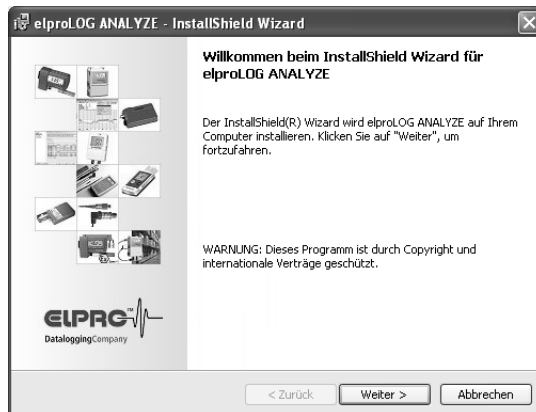 elproLOG ANALYZE - InstallShield Wizard
Willkommen beim InstallShield Wizard für
elproLOG ANALYZE
Der InstallShield(R) Wizard wird elproLOG ANALYZE auf Ihrem
Computer installieren. Klicken Sie auf "Weiter", um
fortzufahren.
WARNUNG: Dieses Programm ist durch Copyright und
internationale Verträge geschützt.
ELPRO™
DataloggingCompany
< Zurück
Weiter >
Abbrechen